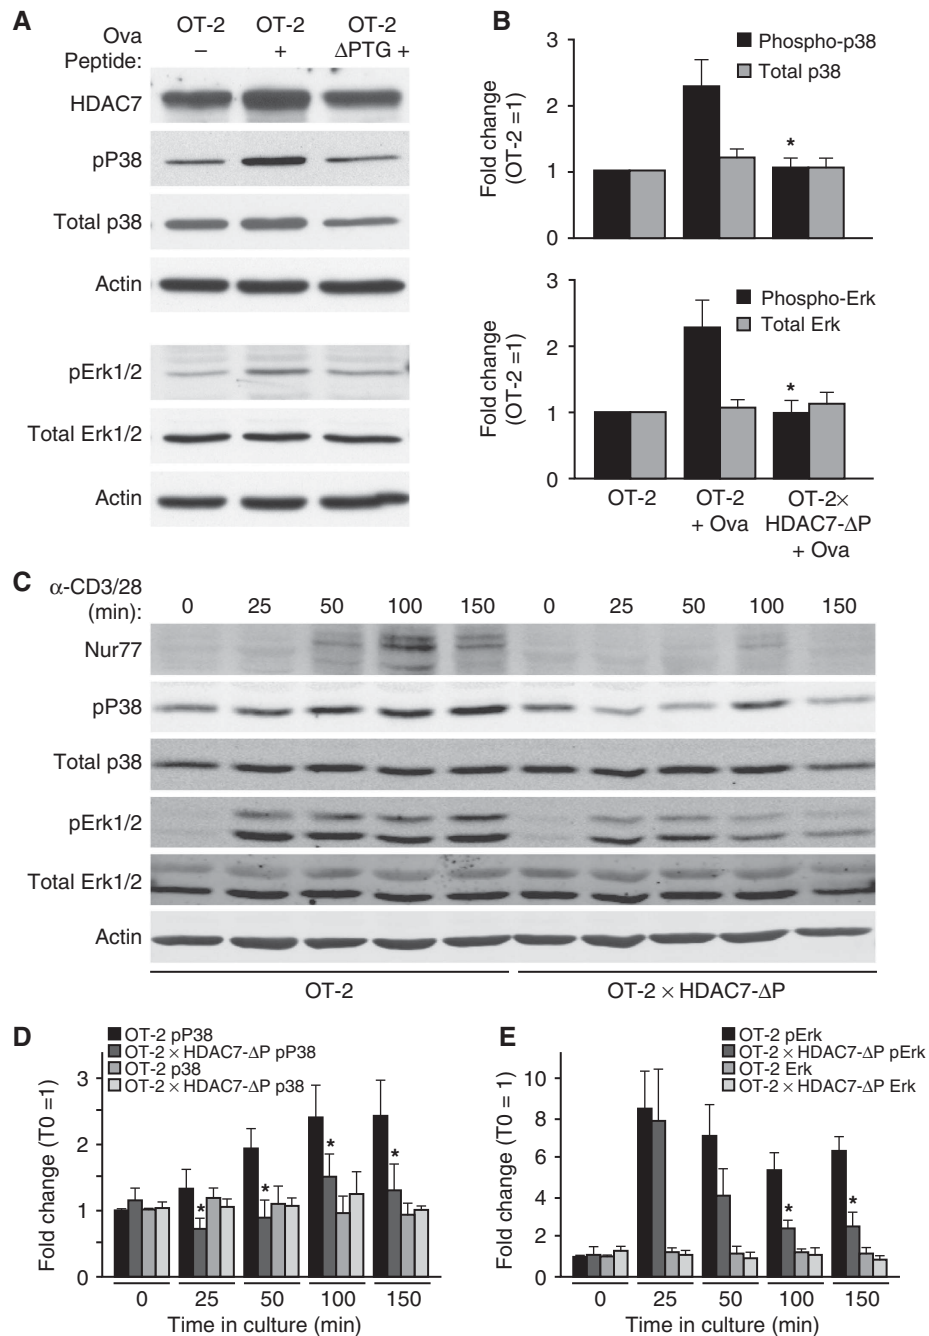 A
Ova Peptide:
OT-2 –
OT-2 +
OT-2 ΔPTG +
HDAC7
pP38
Total p38
Actin
pErk1/2
Total Erk1/2
Actin
B
Fold change (OT-2 =1)
3
2
1
0
Phospho-p38
Total p38
*
Fold change (OT-2 =1)
3
2
1
0
Phospho-Erk
Total Erk
*
OT-2
OT-2 + Ova
OT-2× HDAC7-ΔP + Ova
C
α-CD3/28 (min):
0 25 50 100 150 0 25 50 100 150
Nur77
pP38
Total p38
pErk1/2
Total Erk1/2
Actin
OT-2
OT-2 × HDAC7-ΔP
D
OT-2 pP38
OT-2 × HDAC7-ΔP pP38
OT-2 p38
OT-2 × HDAC7-ΔP p38
Fold change (T0 = 1)
3
2
1
0
* * * *
0 25 50 100 150
Time in culture (min)
E
OT-2 pErk
OT-2 × HDAC7-ΔP pErk
OT-2 Erk
OT-2 × HDAC7-ΔP Erk
Fold change (T0 = 1)
10
8
6
4
2
0
* *
0 25 50 100 150
Time in culture (min)